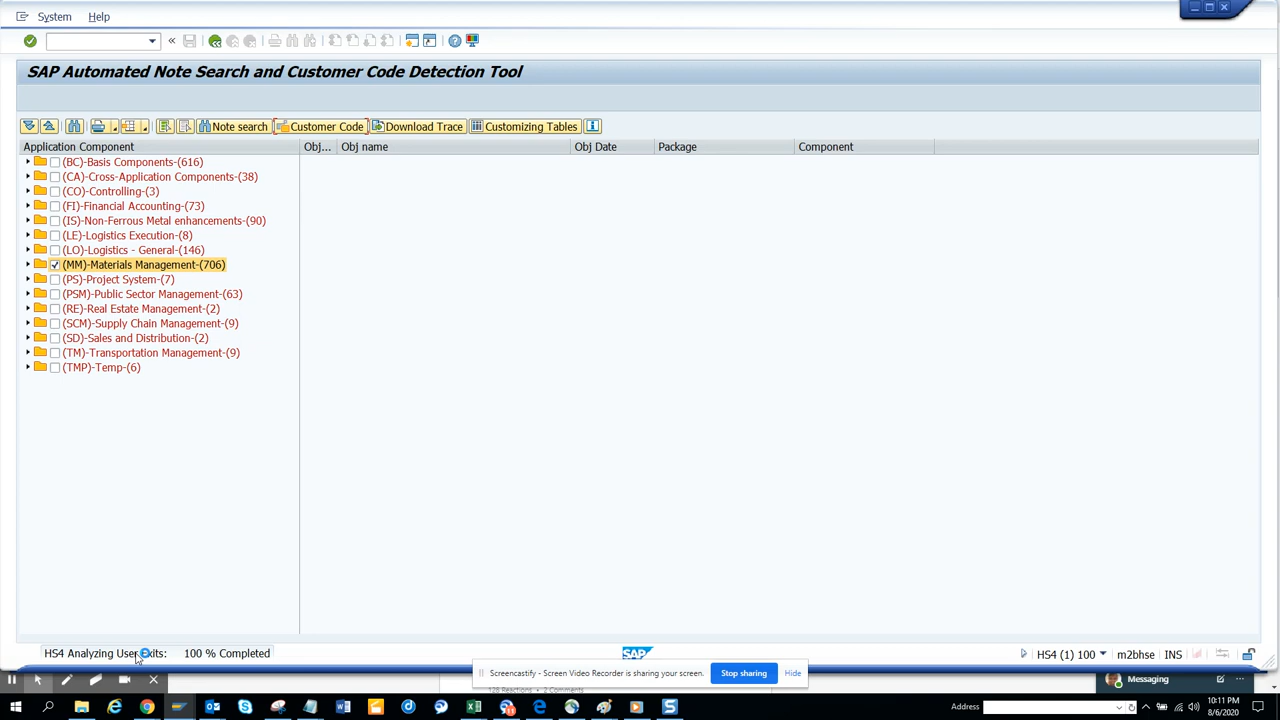 System Help
SAP Automated Note Search and Customer Code Detection Tool
Note search Customer Code Download Trace Customizing Tables
Application Component Obj... Obj name Obj Date Package Component
(BC)-Basis Components-(616)
(CA)-Cross-Application Components-(38)
(CO)-Controlling-(3)
(FI)-Financial Accounting-(73)
(IS)-Non-Ferrous Metal enhancements-(90)
(LE)-Logistics Execution-(8)
(LO)-Logistics - General-(146)
(MM)-Materials Management-(706)
(PS)-Project System-(7)
(PSM)-Public Sector Management-(63)
(RE)-Real Estate Management-(2)
(SCM)-Supply Chain Management-(9)
(SD)-Sales and Distribution-(2)
(TM)-Transportation Management-(9)
(TMP)-Temp-(6)
HS4 Analyzing User 100 % Completed SAP HS4 (1) 100 m2bhse INS
Screencastify - Screen Video Recorder is sharing your screen. Stop sharing Hide
Messaging
128 Reactions • 2 Comments
Address 10:11 PM
8/6/2020